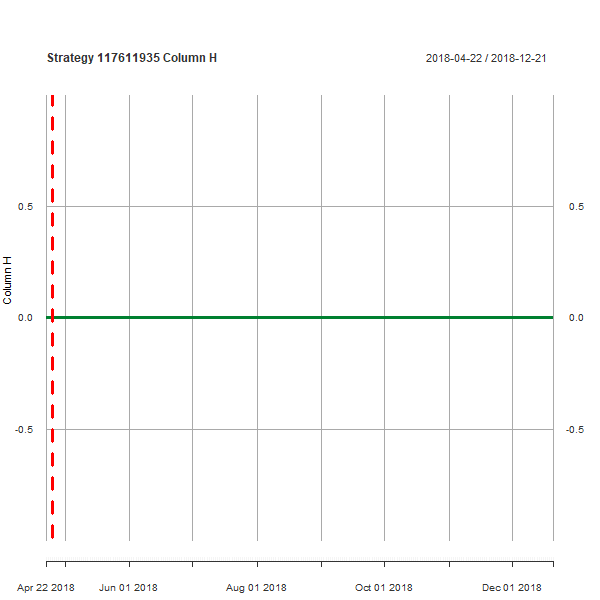 Strategy 117611935 Column H
2018-04-22 / 2018-12-21
0.5
0.5
Column H
0.0
0.0
-0.5
-0.5
Apr 22 2018
Jun 01 2018
Aug 01 2018
Oct 01 2018
Dec 01 2018